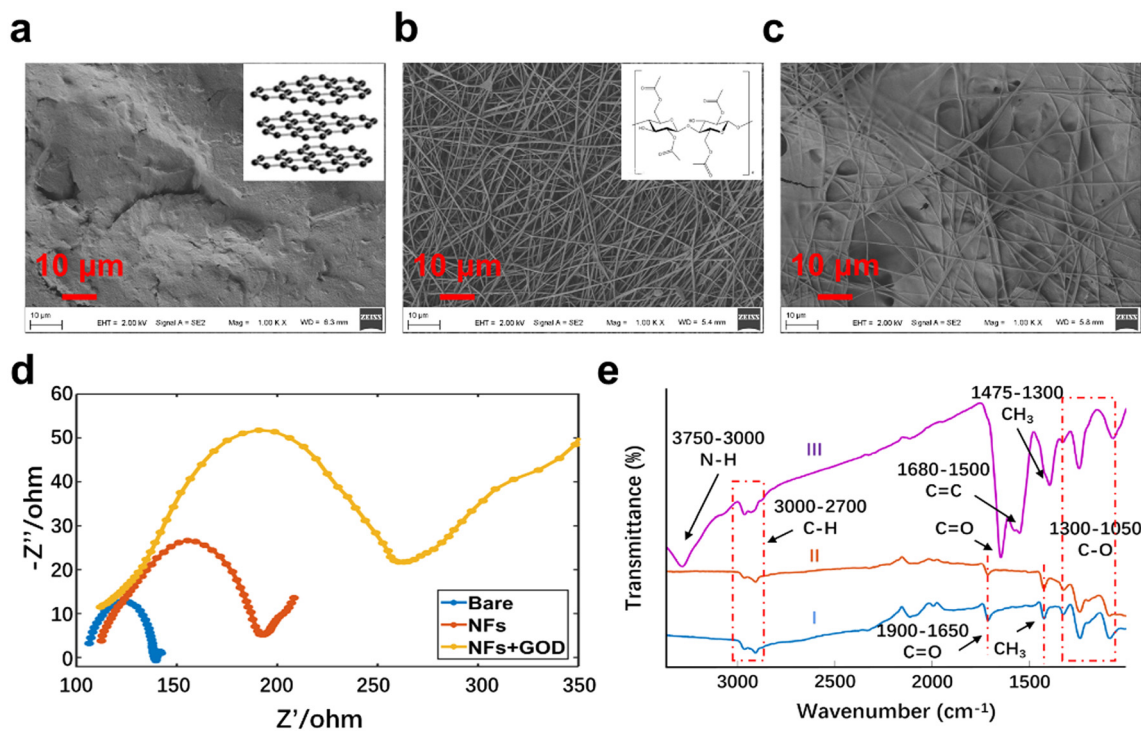 a
b
c
10 μm
10 μm
EHT = 2.00 kV Signal A = SE2 Mag = 1.00 K X WD = 6.3 mm
ZEISS
10 μm
10 μm
EHT = 2.00 kV Signal A = SE2 Mag = 1.00 K X WD = 5.4 mm
ZEISS
10 μm
10 μm
EHT = 2.00 kV Signal A = SE2 Mag = 1.00 K X WD = 5.8 mm
ZEISS
d
-Z''/ohm
60
50
40
30
20
10
0
100
150
200
250
300
350
Z'/ohm
Bare
NFs
NFs+GOD
e
Transmittance (%)
3750-3000
N-H
III
3000-2700
C-H
1475-1300
CH₃
1680-1500
C=C
C=O
1300-1050
C-O
II
I
1900-1650
C=O
CH₃
3000
2500
2000
1500
Wavenumber (cm⁻¹)